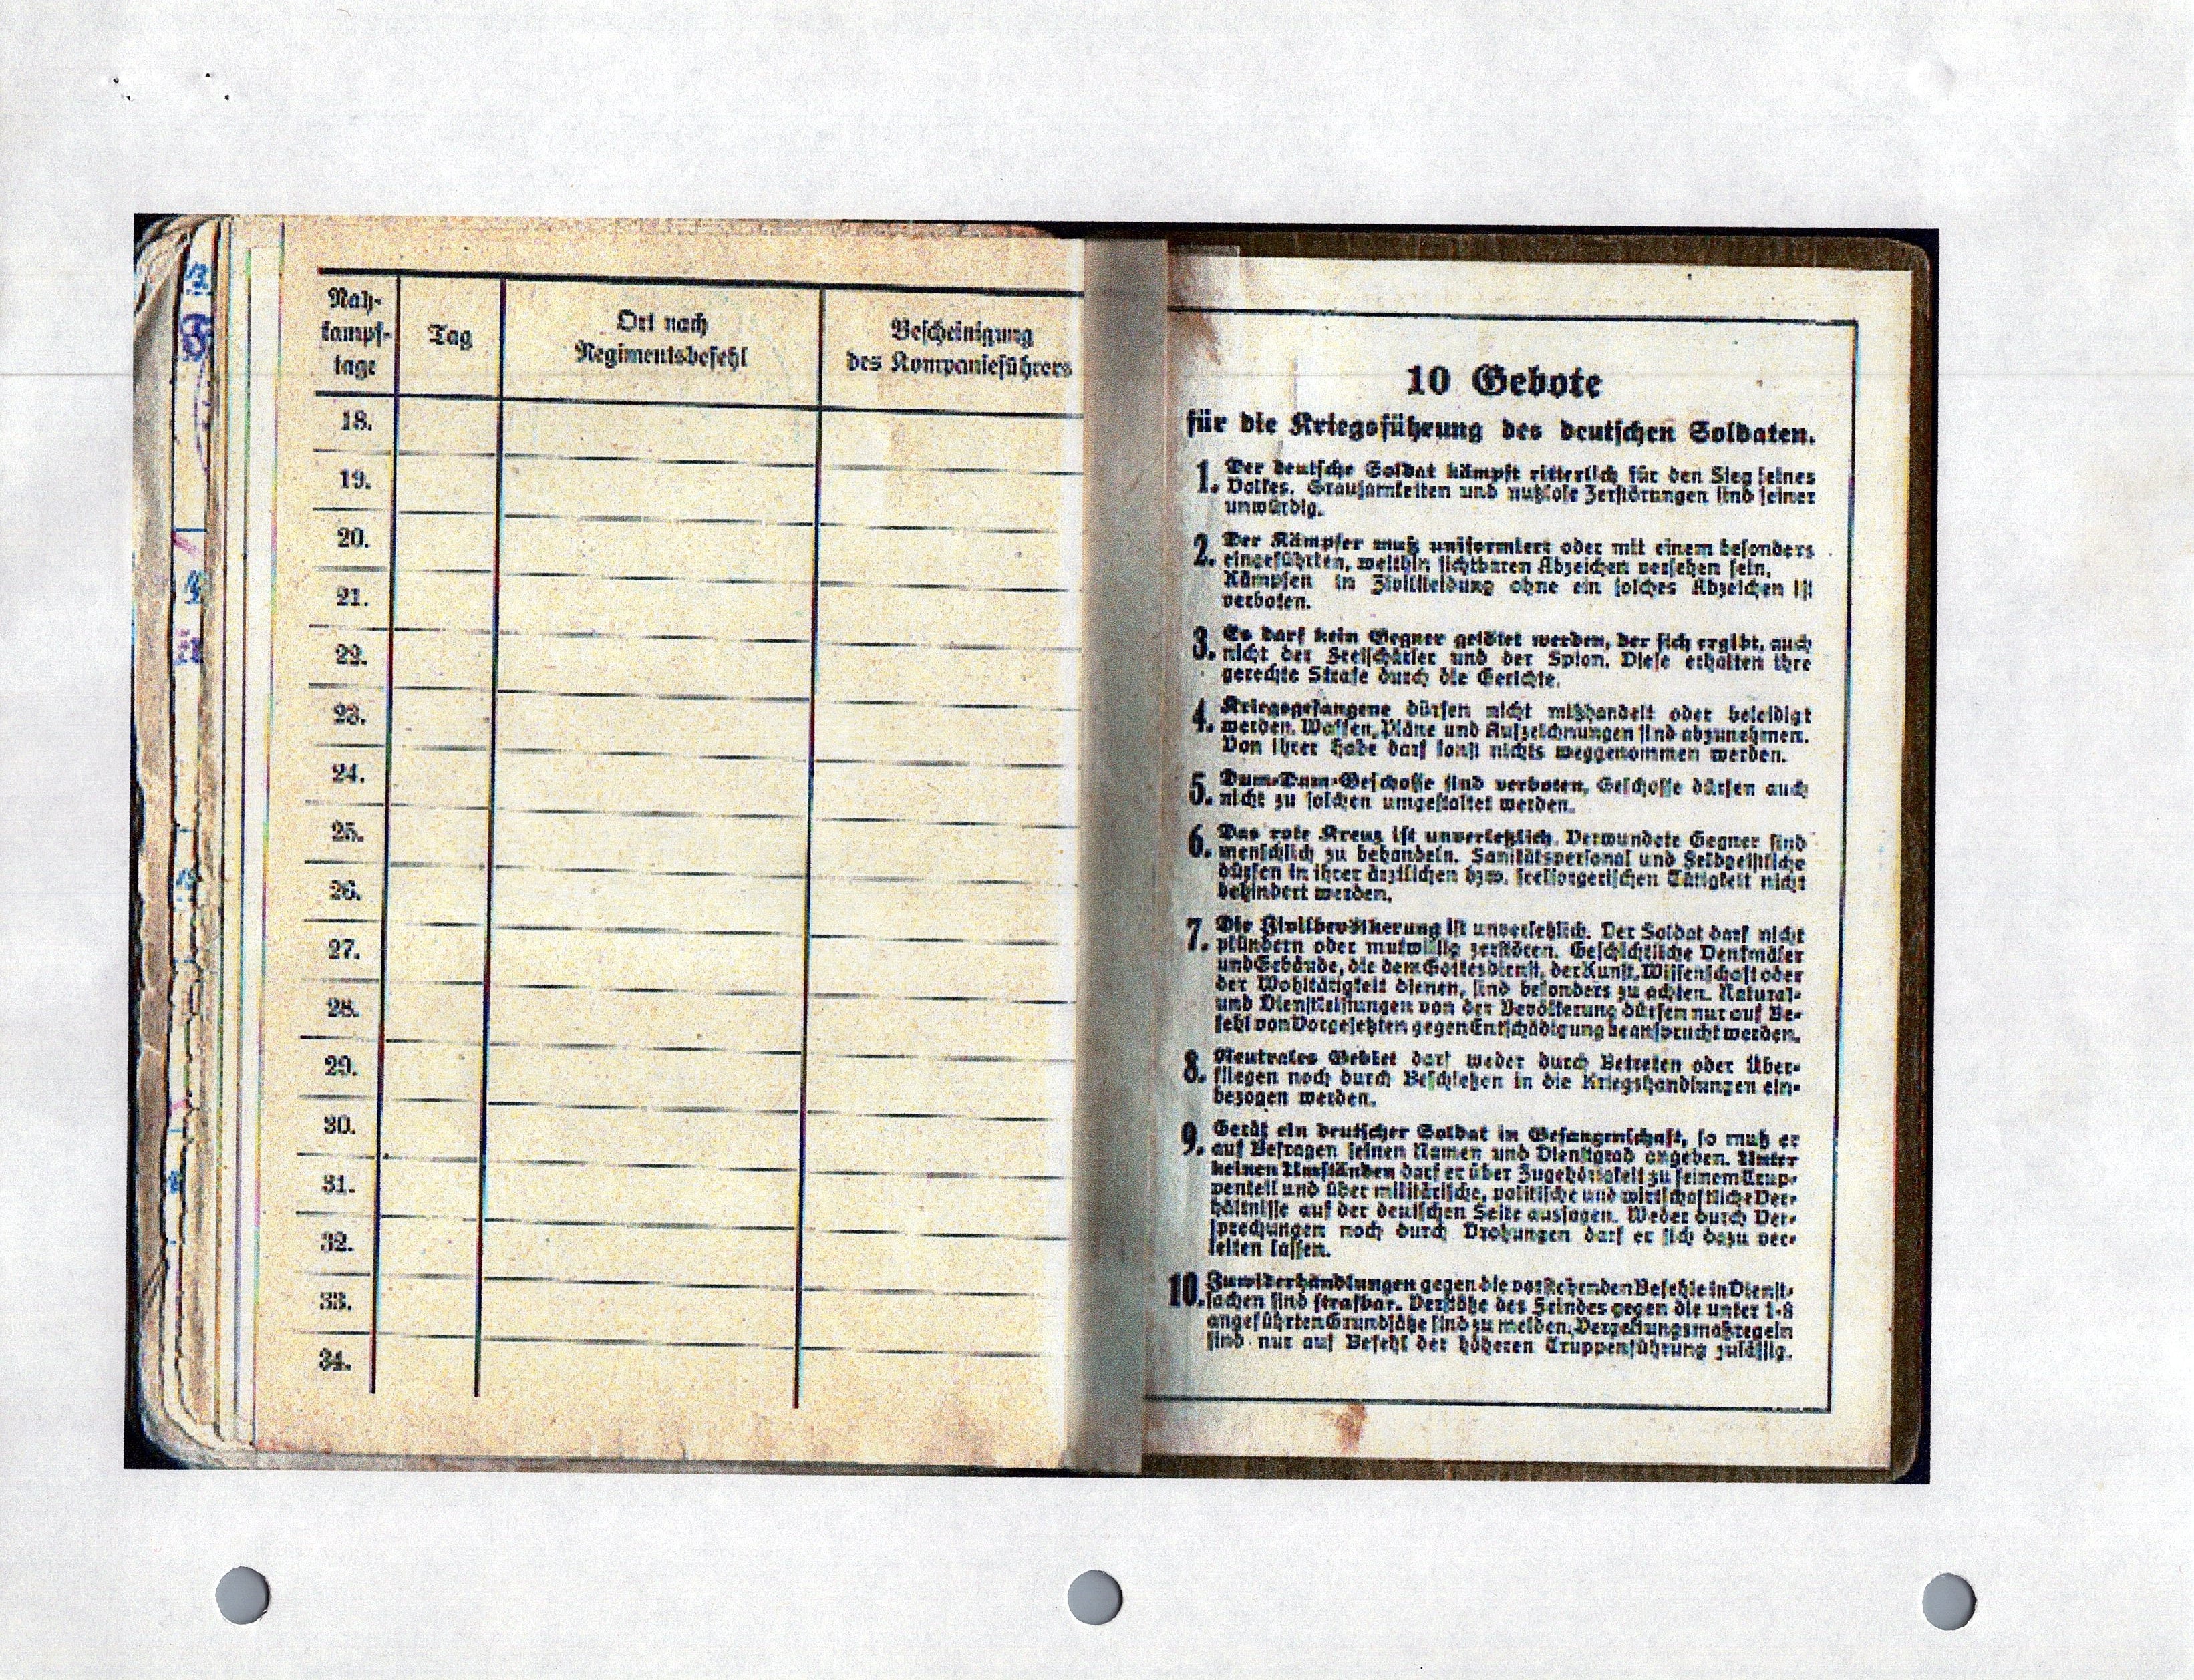 Nah-
kampf-
tage
Tag
Ort nach
Regimentsbefehl
Bescheinigung
des Kompanieführers
18.
19.
20.
21.
22.
23.
24.
25.
26.
27.
28.
29.
30.
31.
32.
33.
34.
10 Gebote
für die Kriegsführung des deutschen Soldaten.
1. Der deutsche Soldat kämpft ritterlich für den Sieg seines
Volkes. Grausamkeiten und nutzlose Zerstörungen sind seiner
unwürdig.
2. Der Kämpfer muß uniformiert oder mit einem besonders
eingeführten, weithin sichtbaren Abzeichen versehen sein.
Kämpfen in Zivilkleidung ohne ein solches Abzeichen ist
verboten.
3. Es darf kein Gegner getötet werden, der sich ergibt, auch
nicht der Freischärler und der Spion. Diese erhalten ihre
gerechte Strafe durch die Gerichte.
4. Kriegsgefangene dürfen nicht mißhandelt oder beleidigt
werden. Waffen, Pläne und Aufzeichnungen sind abzunehmen.
Von ihrer Habe darf sonst nichts weggenommen werden.
5. Dum-Dum-Geschosse sind verboten, Geschosse dürfen auch
nicht zu solchen umgestaltet werden.
6. Das rote Kreuz ist unverletzlich. Verwundete Gegner sind
menschlich zu behandeln. Sanitätspersonal und Feldgeistliche
dürfen in ihrer ärztlichen bzw. seelsorgerischen Tätigkeit nicht
behindert werden.
7. Die Zivilbevölkerung ist unverletzlich. Der Soldat darf nicht
plündern oder mutwillig zerstören. Geschichtliche Denkmäler
und Gebäude, die dem Gottesdienst, der Kunst, Wissenschaft oder
der Wohltätigkeit dienen, sind besonders zu achten. Natural-
und Dienstleistungen von der Bevölkerung dürfen nur auf Be-
fehl von Vorgesetzten gegen Entschädigung beansprucht werden.
8. Neutrales Gebiet darf weder durch Betreten oder Über-
fliegen noch durch Beschießen in die Kriegshandlungen ein-
bezogen werden.
9. Gerät ein deutscher Soldat in Gefangenschaft, so muß er
auf Befragen seinen Namen und Dienstgrad angeben. Unter
keinen Umständen darf er über Zugehörigkeit zu seinem Trup-
penteil und über militärische, politische und wirtschaftliche Ver-
hältnisse auf der deutschen Seite aussagen. Weder durch Ver-
sprechungen noch durch Drohungen darf er sich dazu ver-
leiten lassen.
10. Zuwiderhandlungen gegen die vorstehenden Befehle in Dienst-
sachen sind strafbar. Verstöße des Feindes gegen die unter 1-8
angeführten Grundsätze sind zu melden. Vergeltungsmaßregeln
sind nur auf Befehl der höheren Truppenführung zulässig.